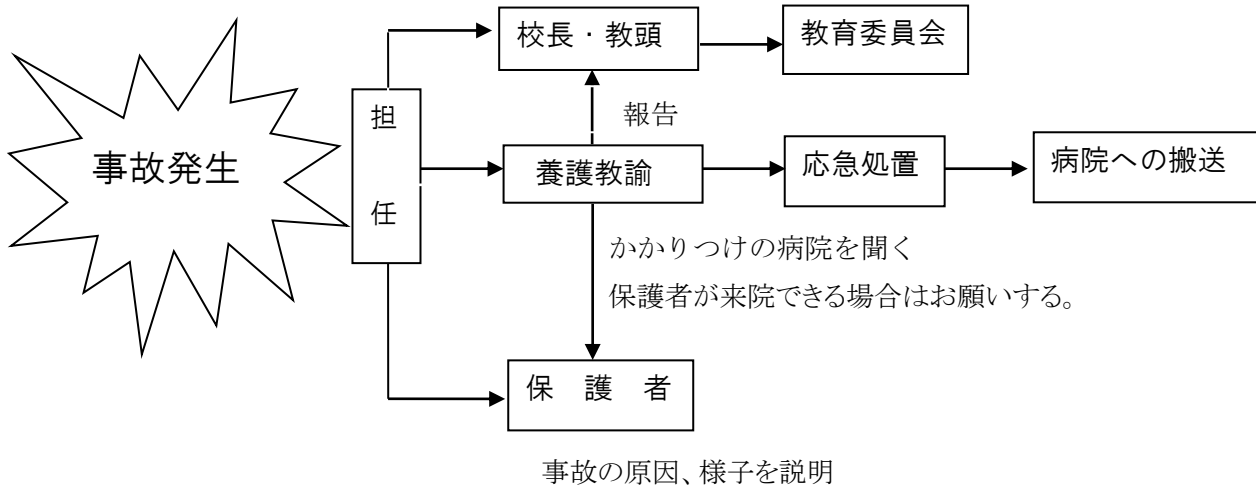 校長・教頭
教育委員会
担任
報告
事故発生
養護教諭
応急処置
病院への搬送
かかりつけの病院を聞く
保護者が来院できる場合はお願いする。
保　護　者
事故の原因、様子を説明